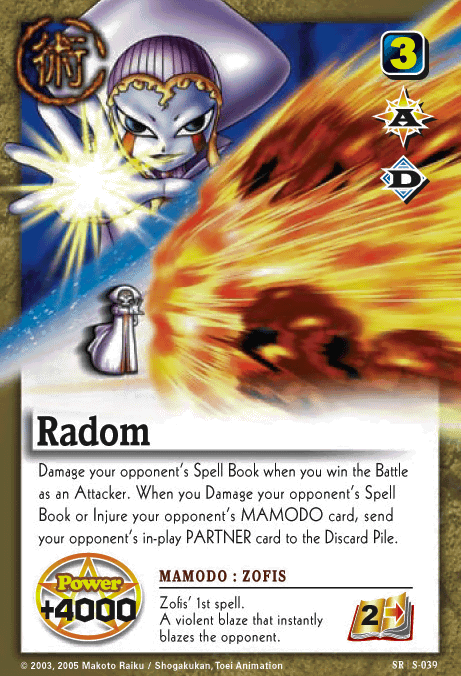 術
3
A
D
Radom
Damage your opponent's Spell Book when you win the Battle
as an Attacker. When you Damage your opponent's Spell
Book or Injure your opponent's MAMODO card, send
your opponent's in-play PARTNER card to the Discard Pile.
Power
+4000
MAMODO : ZOFIS
Zofis' 1st spell.
A violent blaze that instantly
blazes the opponent.
2
© 2003, 2005 Makoto Raiku / Shogakukan, Toei Animation
SR | S-039